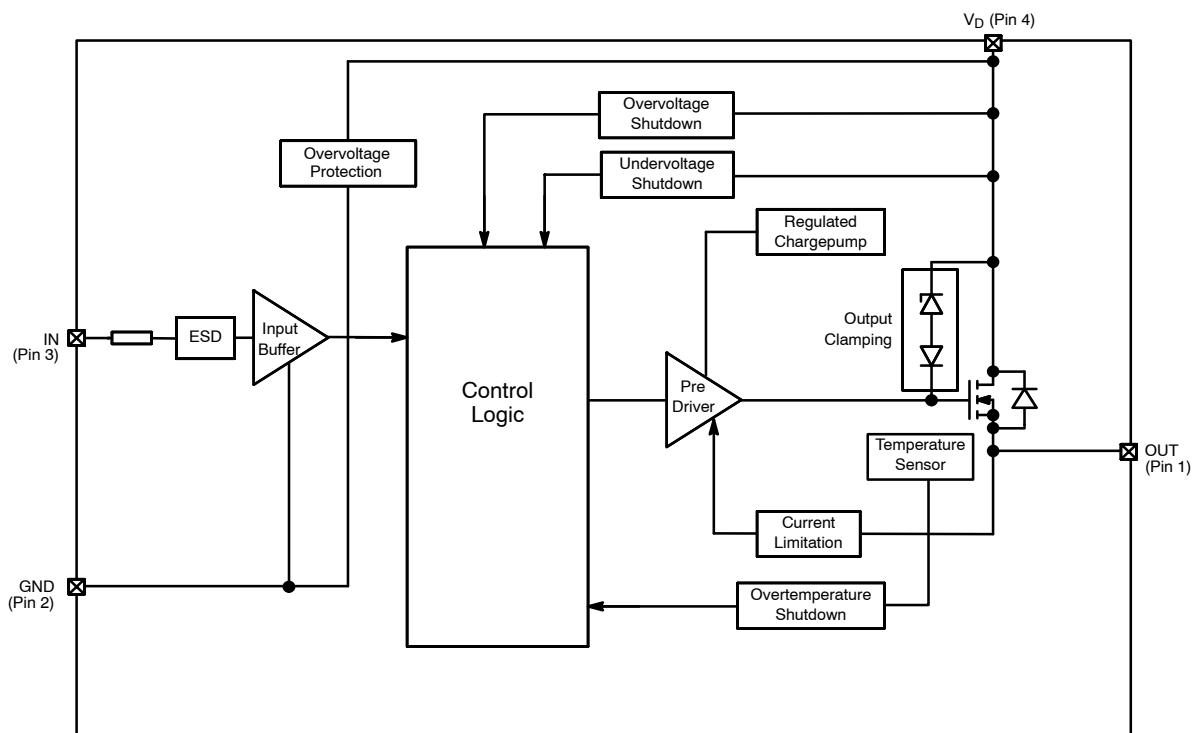 VD (Pin 4)
Overvoltage
Shutdown
Overvoltage
Protection
Undervoltage
Shutdown
Regulated
Chargepump
IN
(Pin 3)
ESD
Input
Buffer
Output
Clamping
Control
Logic
Pre
Driver
Temperature
Sensor
OUT
(Pin 1)
Current
Limitation
GND
(Pin 2)
Overtemperature
Shutdown